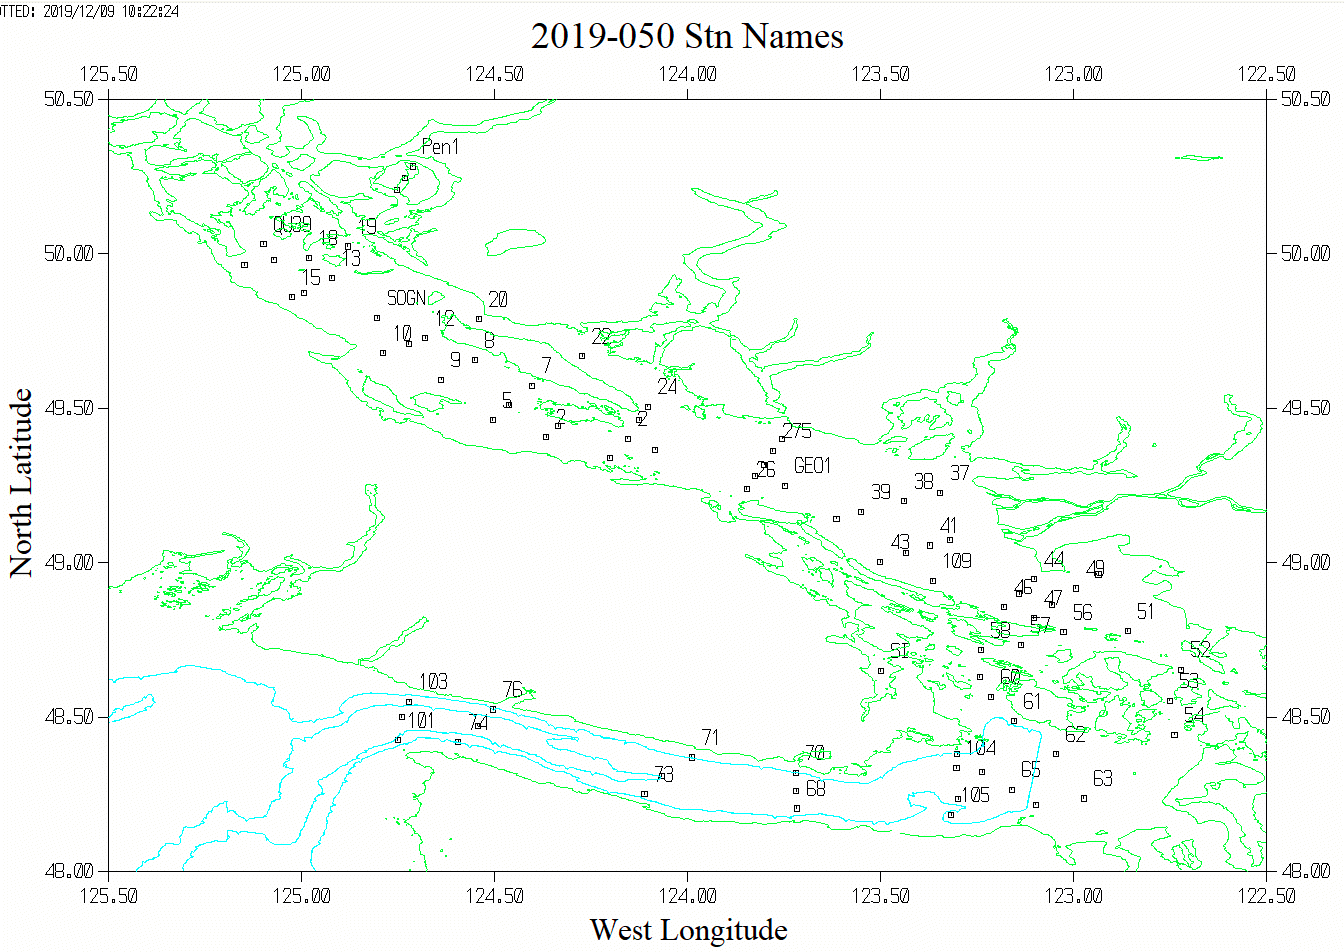 OTTED: 2019/12/09 10:22:24
2019-050 Stn Names
125.50 125.00 124.50 124.00 123.50 123.00 122.50
50.50 50.50
Pen1
QU39 19
18
50.00 13 50.00
15
SOGN 20
12
10 8 22
9 7
24
49.50 5 2 2 49.50
275
26 GEO1
37
38
39
41
43
49.00 109 44 49 49.00
46 47
56 51
57
58
SI 52
60 53
103 76
61 54
48.50 101 74 48.50
71 62
70 104
73 65 63
68 105
48.00 48.00
125.50 125.00 124.50 124.00 123.50 123.00 122.50
West Longitude
North Latitude